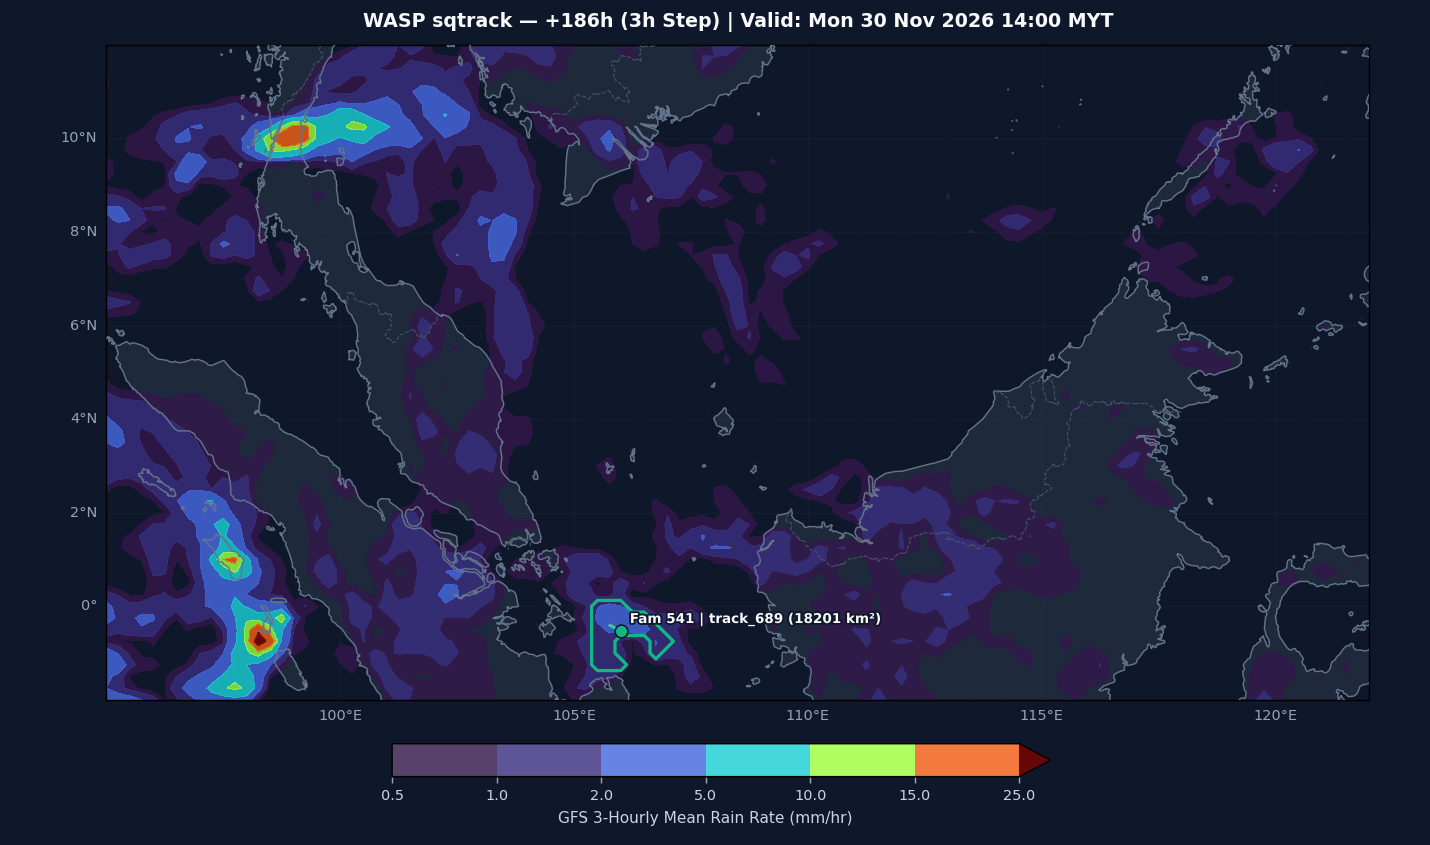 WASP sqtrack — +186h (3h Step) | Valid: Mon 30 Nov 2026 14:00 MYT
10°N
8°N
6°N
4°N
2°N
0°
Fam 541 | track_689 (18201 km²)
100°E 105°E 110°E 115°E 120°E
0.5 1.0 2.0 5.0 10.0 15.0 25.0
GFS 3-Hourly Mean Rain Rate (mm/hr)